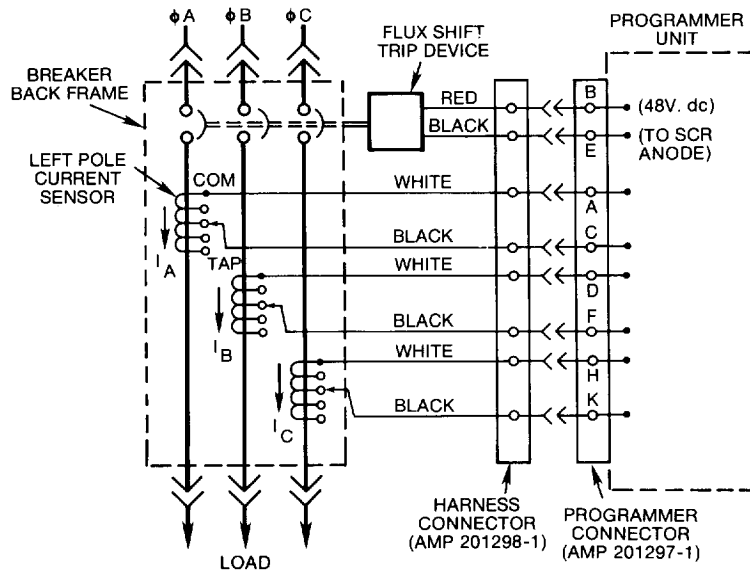 ϕA
ϕB
ϕC
FLUX SHIFT
TRIP DEVICE
PROGRAMMER
UNIT
BREAKER
BACK FRAME
RED
B
(48V. dc)
BLACK
E
(TO SCR
ANODE)
LEFT POLE
CURRENT
SENSOR
COM
WHITE
A
I A
TAP
BLACK
C
WHITE
D
I B
BLACK
F
WHITE
H
I C
BLACK
K
HARNESS
CONNECTOR
(AMP 201298-1)
PROGRAMMER
CONNECTOR
(AMP 201297-1)
LOAD